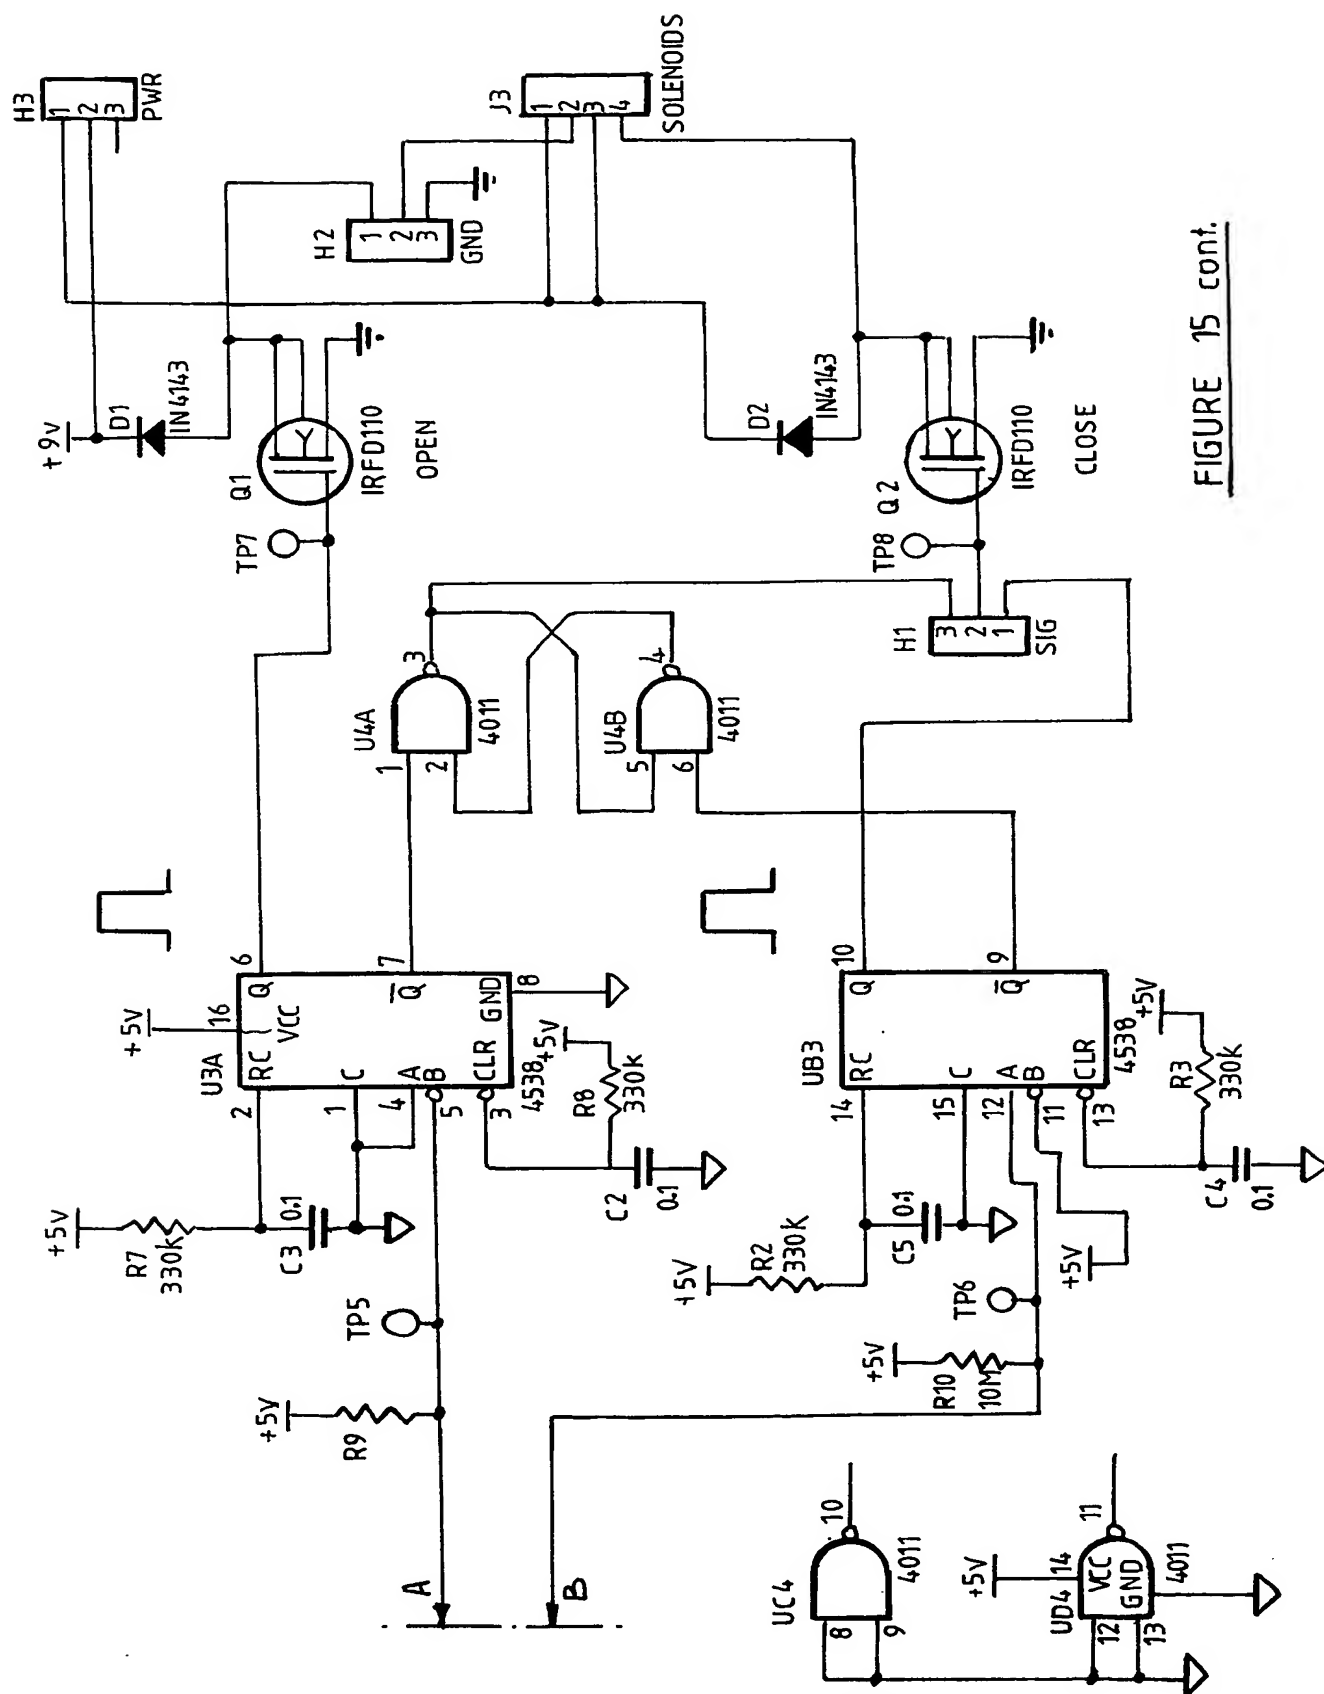 H3
1
2
3
PWR
+9v
D1
IN4143
Q1
IRFD110
OPEN
TP7
H2
1
2
3
GND
J3
1
2
3
4
SOLENOIDS
D2
IN4143
Q2
IRFD110
CLOSE
TP8
H1
3
2
1
SIG
U4A
1
2
3
4011
U4B
5
6
4
4011
+5V
16
VCC
U3A
2
RC
Q
6
1
C
4
A
B
5
CLR
3
Q
7
GND
8
4538
+5V
R7
330k
C3
0.1
+5V
R8
330k
C2
0.1
TP5
+5V
R9
A
B
UB3
14
RC
Q
10
15
C
12
A
B
11
CLR
13
Q
9
4538
+5V
R3
330k
C4
0.1
+5V
R2
330k
C5
0.1
TP6
+5V
+5V
R10
10M
UC4
8
9
10
4011
+5V
UD4
14
VCC
GND
12
13
11
4011
FIGURE 15 cont.